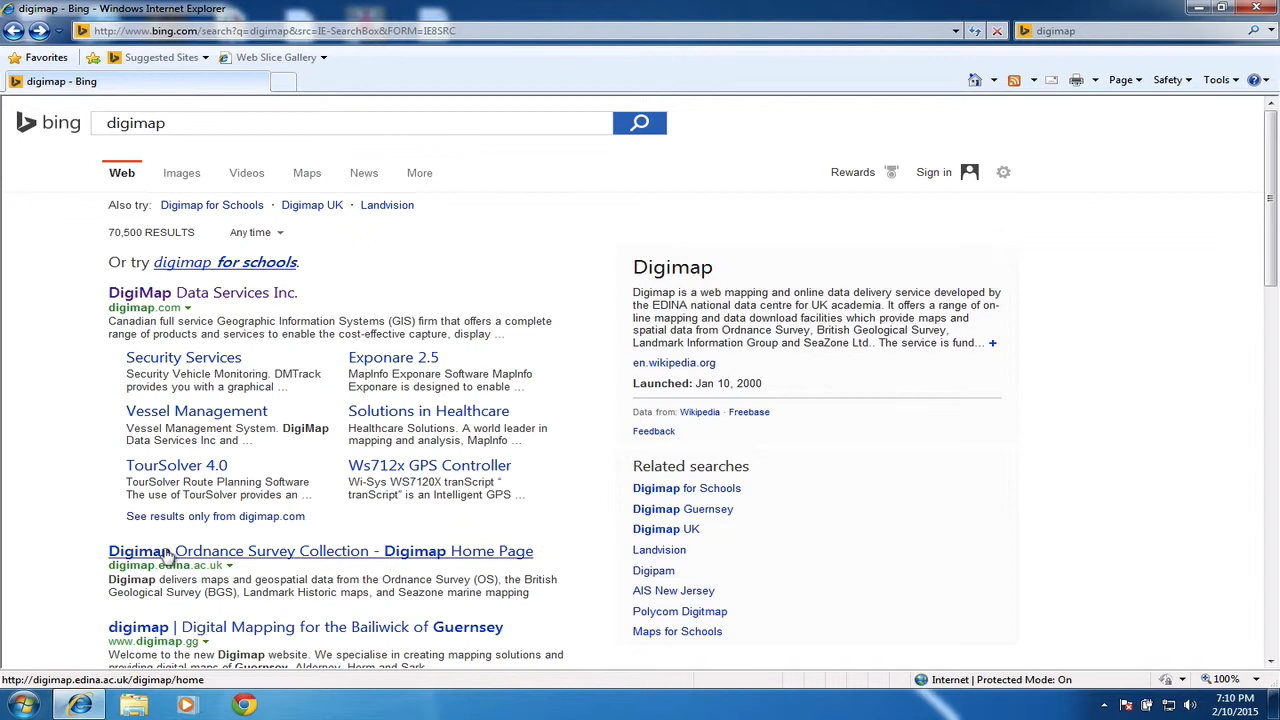 digimap - Bing - Windows Internet Explorer
http://www.bing.com/search?q=digimap&src=IE-SearchBox&FORM=IE8SRC
digimap
Favorites Suggested Sites Web Slice Gallery
digimap - Bing
Page Safety Tools
bing
digimap
Web Images Videos Maps News More
Rewards Sign in
Also try: Digimap for Schools · Digimap UK · Landvision
70,500 RESULTS Any time
Or try digimap for schools.
DigiMap Data Services Inc.
digimap.com
Canadian full service Geographic Information Systems (GIS) firm that offers a complete
range of products and services to enable the cost-effective capture, display ...
Security Services
Security Vehicle Monitoring. DMTrack
provides you with a graphical ...
Exponare 2.5
MapInfo Exponare Software MapInfo
Exponare is designed to enable ...
Vessel Management
Vessel Management System. DigiMap
Data Services Inc and ...
Solutions in Healthcare
Healthcare Solutions. A world leader in
mapping and analysis, MapInfo ...
TourSolver 4.0
TourSolver Route Planning Software
The use of TourSolver provides an ...
Ws712x GPS Controller
Wi-Sys WS7120X tranScript “
tranScript” is an Intelligent GPS ...
See results only from digimap.com
Digimap Ordnance Survey Collection - Digimap Home Page
digimap.edina.ac.uk
Digimap delivers maps and geospatial data from the Ordnance Survey (OS), the British
Geological Survey (BGS), Landmark Historic maps, and Seazone marine mapping
digimap | Digital Mapping for the Bailiwick of Guernsey
www.digimap.gg
Welcome to the new Digimap website. We specialise in creating mapping solutions and
providing digital maps of Guernsey, Alderney, Herm and Sark.
Digimap
Digimap is a web mapping and online data delivery service developed by
the EDINA national data centre for UK academia. It offers a range of on-
line mapping and data download facilities which provide maps and
spatial data from Ordnance Survey, British Geological Survey,
Landmark Information Group and SeaZone Ltd.. The service is fund... +
en.wikipedia.org
Launched: Jan 10, 2000
Data from: Wikipedia · Freebase
Feedback
Related searches
Digimap for Schools
Digimap Guernsey
Digimap UK
Landvision
Digipam
AIS New Jersey
Polycom Digitmap
Maps for Schools
http://digimap.edina.ac.uk/digimap/home
Internet | Protected Mode: On
100%
7:10 PM
2/10/2015